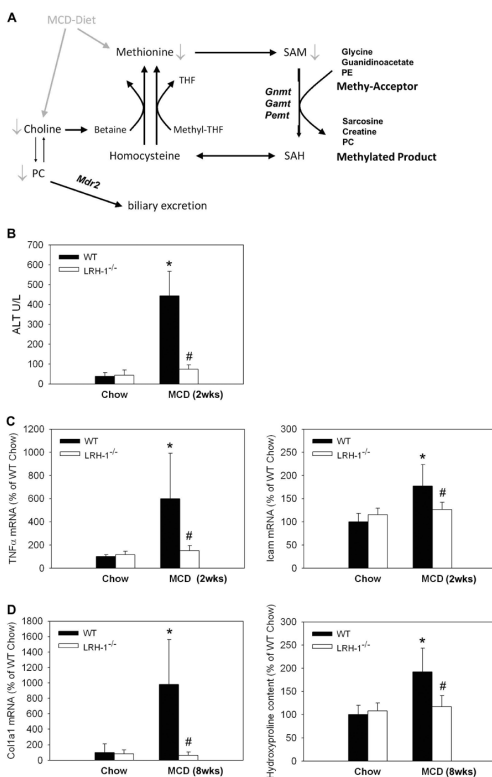 A
MCD-Diet
Methionine ↓
SAM ↓
Glycine
Guanidinoacetate
PE
Methy-Acceptor
THF
Gnmt
Gamt
Pemt
↓ Choline
Betaine
Methyl-THF
Sarcosine
Creatine
PC
Methylated Product
Homocysteine
SAH
↓ PC
Mdr2
biliary excretion
B
ALT U/L
700
600
500
400
300
200
100
0
WT
LRH-1-/-
*
#
Chow
MCD (2wks)
C
TNFα mRNA (% of WT Chow)
1200
1000
800
600
400
200
0
WT
LRH-1-/-
*
#
Chow
MCD (2wks)
Icam mRNA (% of WT Chow)
300
250
200
150
100
50
0
WT
LRH-1-/-
*
#
Chow
MCD (2wks)
D
Col1a1 mRNA (% of WT Chow)
1800
1600
1400
1200
1000
800
600
400
200
0
WT
LRH-1-/-
*
#
Chow
MCD (8wks)
Hydroxyproline content (% of WT Chow)
300
250
200
150
100
50
0
WT
LRH-1-/-
*
#
Chow
MCD (8wks)